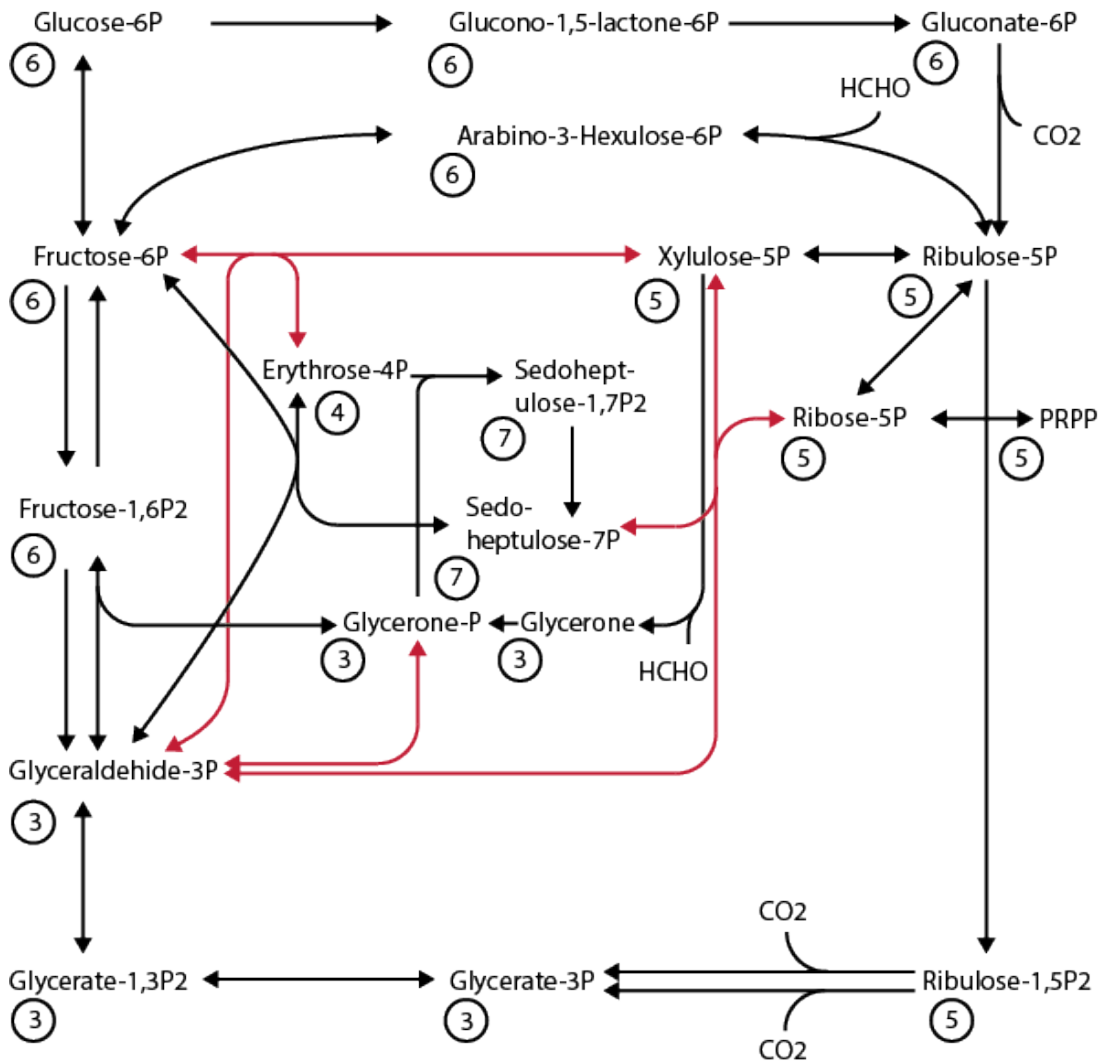 Glucose-6P
Glucono-1,5-lactone-6P
Gluconate-6P
6
6
6
HCHO
Arabino-3-Hexulose-6P
CO2
6
Fructose-6P
Xylulose-5P
Ribulose-5P
6
5
5
Erythrose-4P
Sedohept-
ulose-1,7P2
4
7
Ribose-5P
PRPP
5
5
Fructose-1,6P2
Sedo-
heptulose-7P
6
7
Glycerone-P
Glycerone
3
3
HCHO
Glyceraldehide-3P
3
CO2
Glycerate-1,3P2
Glycerate-3P
Ribulose-1,5P2
3
3
5
CO2